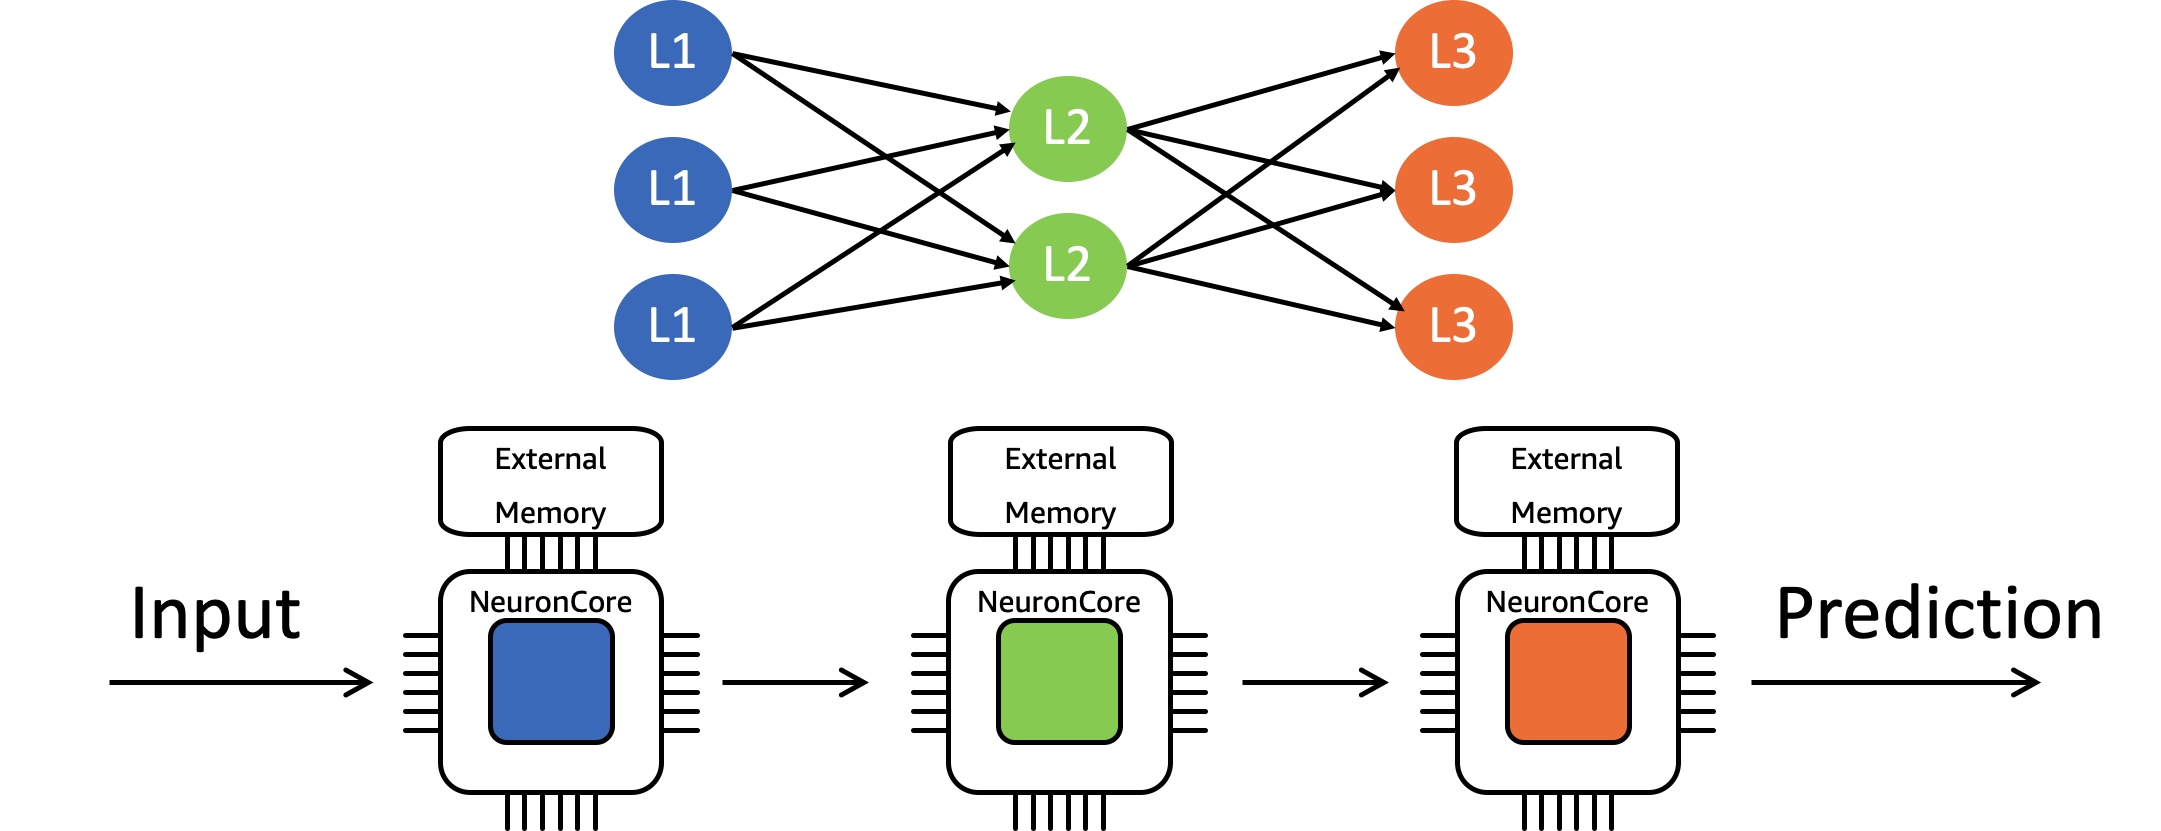 L1
L3
L2
L1
L3
L2
L1
L3
External
Memory
External
Memory
External
Memory
Input
NeuronCore
NeuronCore
NeuronCore
Prediction